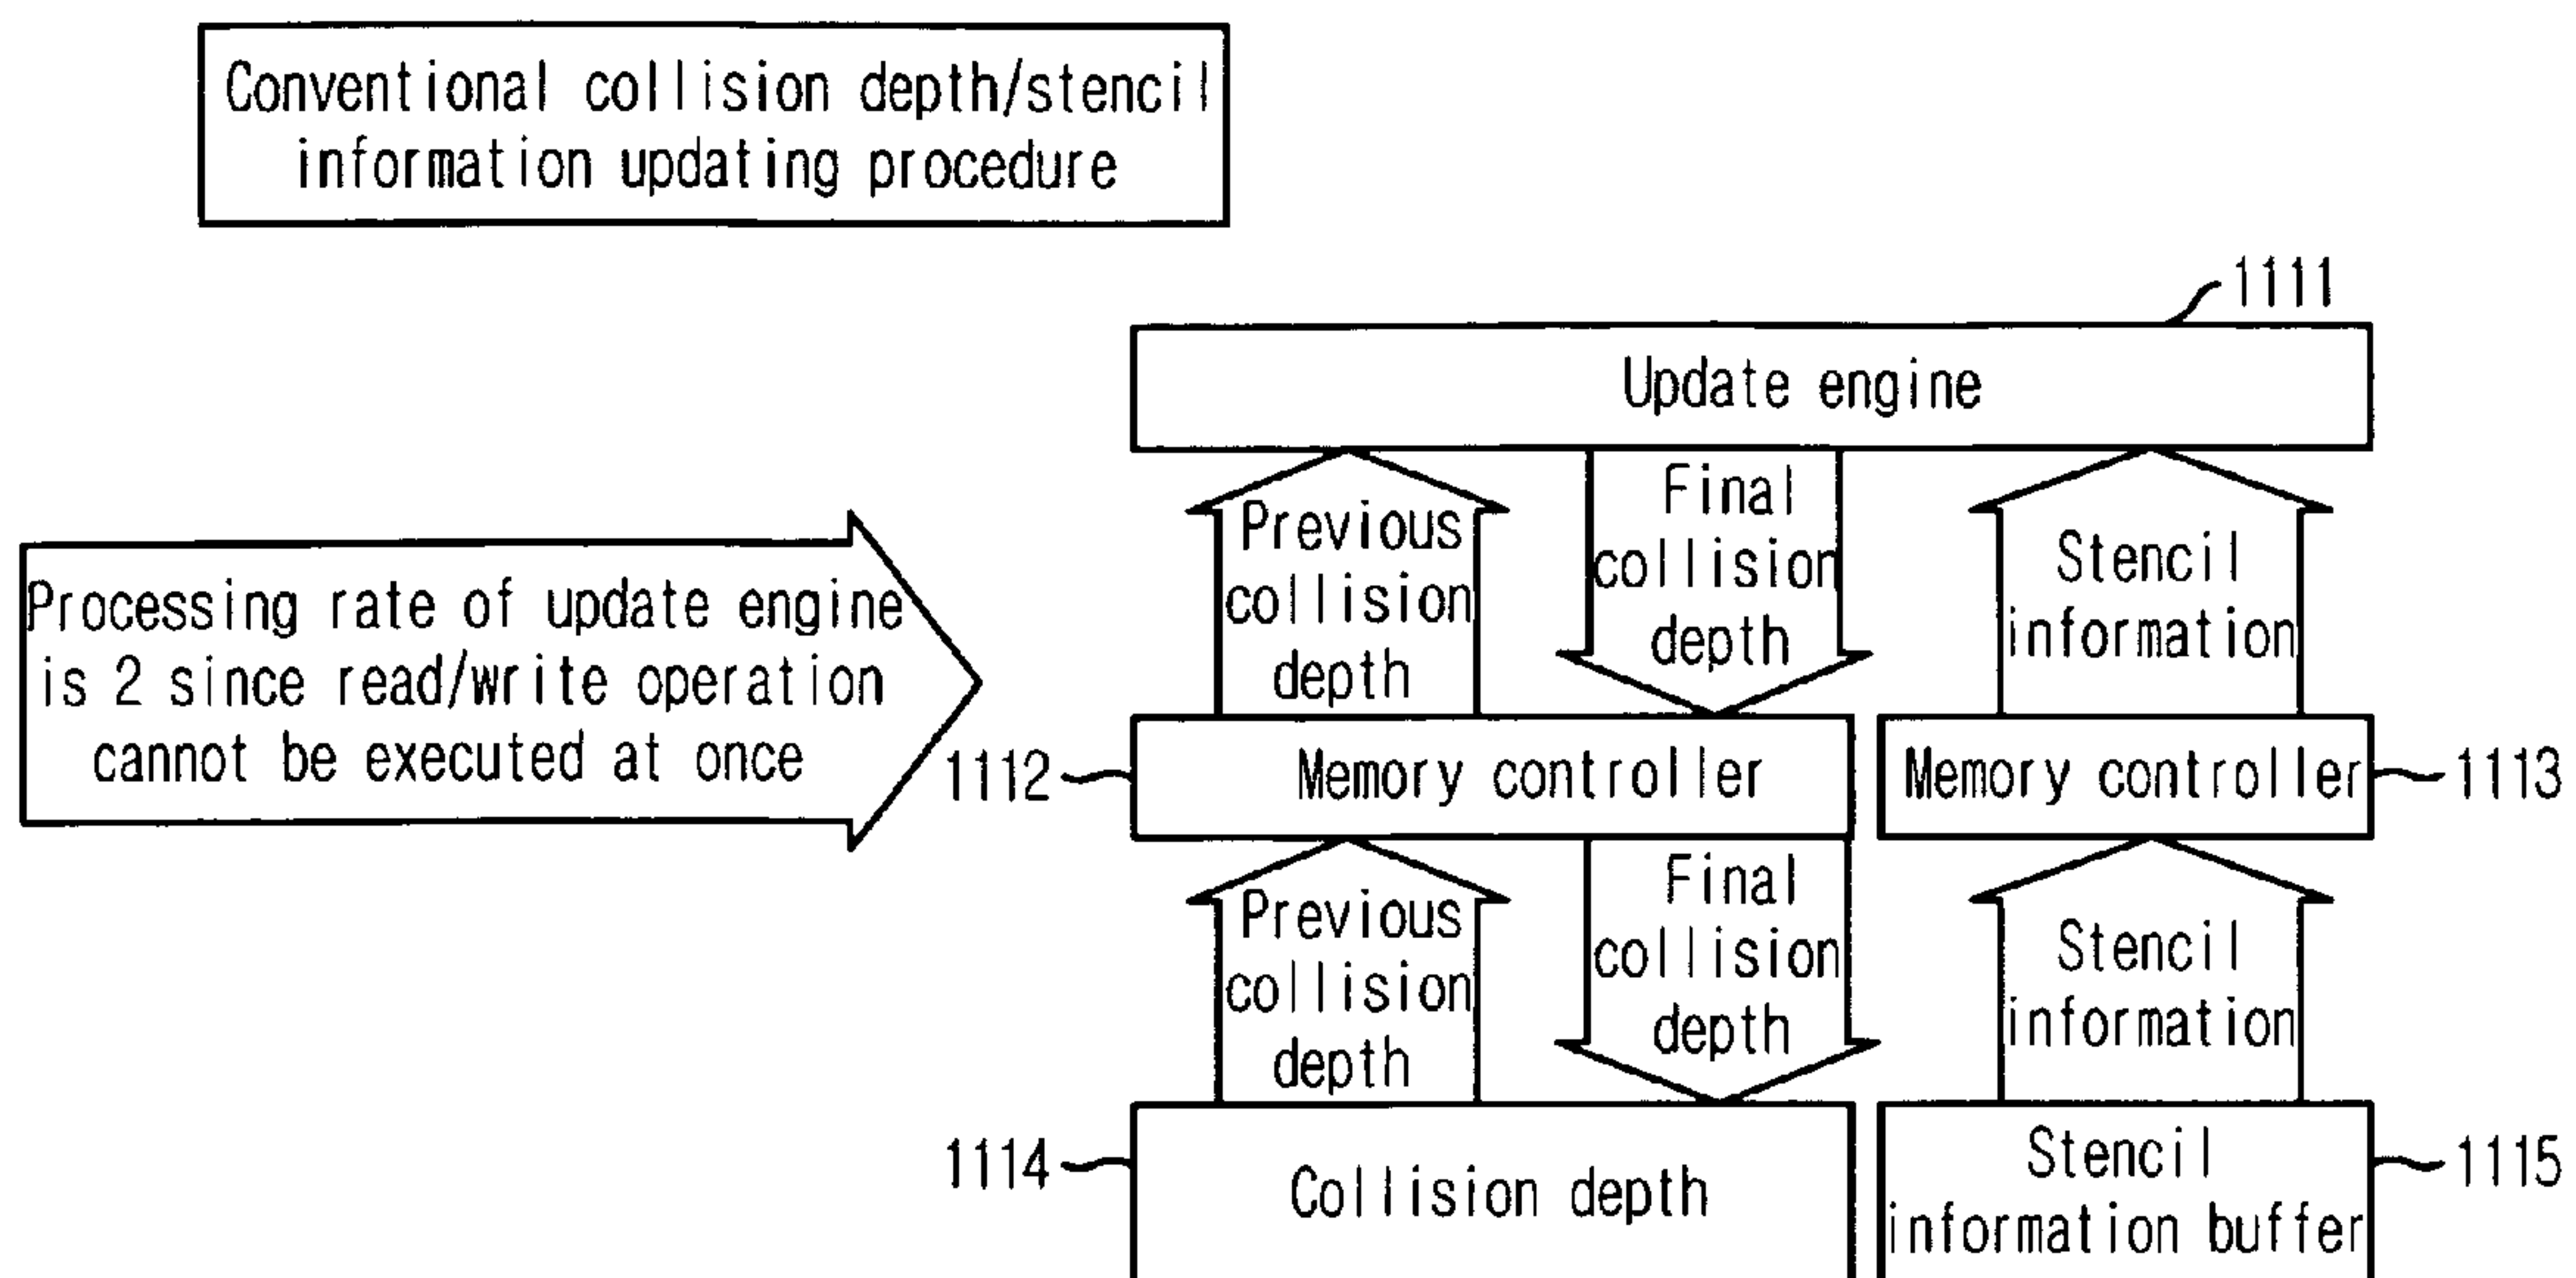 Conventional collision depth/stencil
information updating procedure
1111
Update engine
Previous
collision
depth
Final
collision
depth
Stencil
information
Processing rate of update engine
is 2 since read/write operation
cannot be executed at once
1112
Memory controller
Memory controller
1113
Previous
collision
depth
Final
collision
depth
Stencil
information
1114
Collision depth
Stencil
information buffer
1115